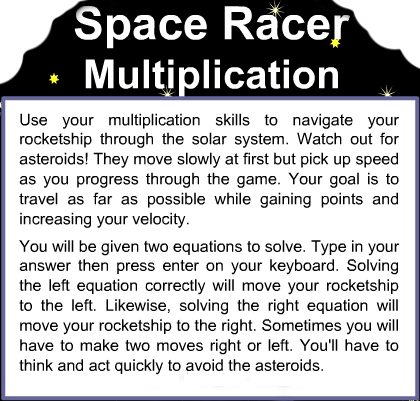 Space Racer
Multiplication
Use your multiplication skills to navigate your
rocketship through the solar system. Watch out for
asteroids! They move slowly at first but pick up speed
as you progress through the game. Your goal is to
travel as far as possible while gaining points and
increasing your velocity.
You will be given two equations to solve. Type in your
answer then press enter on your keyboard. Solving
the left equation correctly will move your rocketship
to the left. Likewise, solving the right equation will
move your rocketship to the right. Sometimes you will
have to make two moves right or left. You'll have to
think and act quickly to avoid the asteroids.